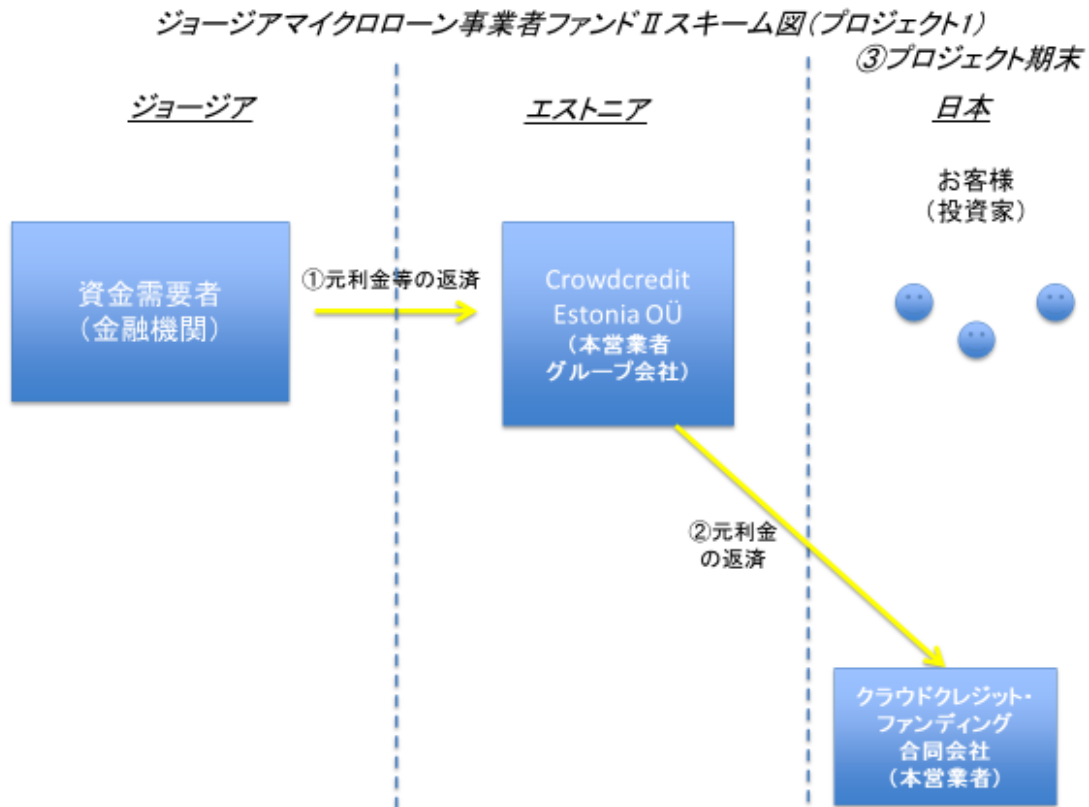 ジョージアマイクロローン事業者ファンドⅡスキーム図(プロジェクト1)
③プロジェクト期末
ジョージア
エストニア
日本
お客様
(投資家)
資金需要者
(金融機関)
①元利金等の返済
Crowdcredit
Estonia OÜ
(本営業者
グループ会社)
②元利金
の返済
クラウドクレジット・
ファンディング
合同会社
(本営業者)